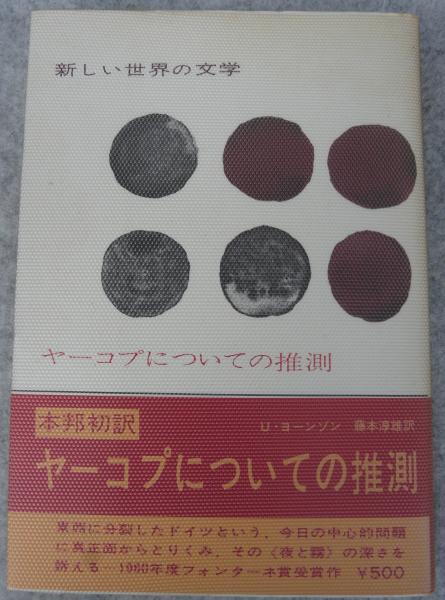 新しい世界の文学
ヤーコプについての推測
本邦初訳
U・ヨーンゾン 藤本淳雄訳
ヤーコプについての推測
東西に分裂したドイツという，今日の中心的問題
に真正面からとりくみ，その《夜と霧》の深さを
訴える…1960年度フォンターネ賞受賞作 ¥500